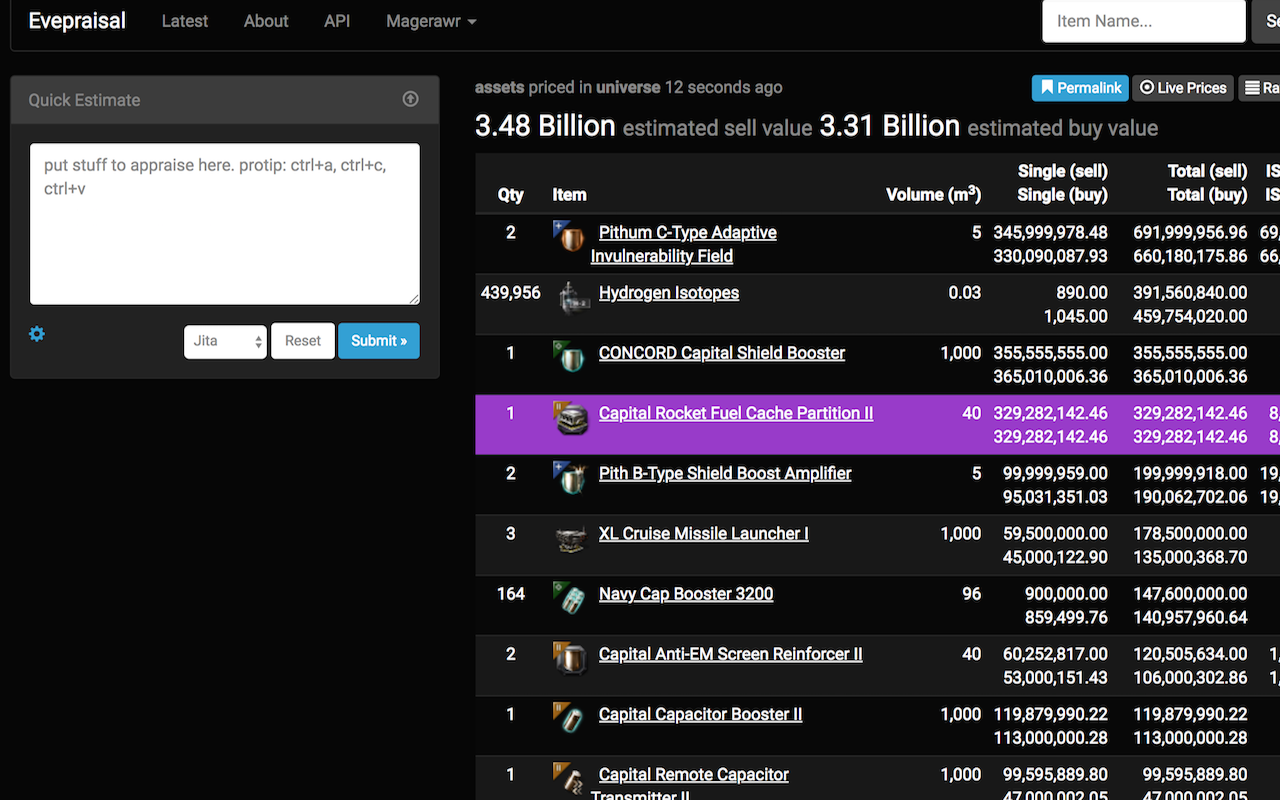 Evepraisal Latest About API Magerawr Item Name...
Quick Estimate
put stuff to appraise here. protip: ctrl+a, ctrl+c,
ctrl+v
Jita Reset Submit »
assets priced in universe 12 seconds ago Permalink Live Prices
3.48 Billion estimated sell value 3.31 Billion estimated buy value
Single (sell) Total (sell)
Qty Item Volume (m³) Single (buy) Total (buy)
2 Pithum C-Type Adaptive 5 345,999,978.48 691,999,956.96
Invulnerability Field 330,090,087.93 660,180,175.86
439,956 Hydrogen Isotopes 0.03 890.00 391,560,840.00
1,045.00 459,754,020.00
1 CONCORD Capital Shield Booster 1,000 355,555,555.00 355,555,555.00
365,010,006.36 365,010,006.36
1 Capital Rocket Fuel Cache Partition II 40 329,282,142.46 329,282,142.46
329,282,142.46 329,282,142.46
2 Pith B-Type Shield Boost Amplifier 5 99,999,959.00 199,999,918.00
95,031,351.03 190,062,702.06
3 XL Cruise Missile Launcher I 1,000 59,500,000.00 178,500,000.00
45,000,122.90 135,000,368.70
164 Navy Cap Booster 3200 96 900,000.00 147,600,000.00
859,499.76 140,957,960.64
2 Capital Anti-EM Screen Reinforcer II 40 60,252,817.00 120,505,634.00
53,000,151.43 106,000,302.86
1 Capital Capacitor Booster II 1,000 119,879,990.22 119,879,990.22
113,000,000.28 113,000,000.28
1 Capital Remote Capacitor 1,000 99,595,889.80 99,595,889.80
Transmitter II 47,000,002.05 47,000,002.05